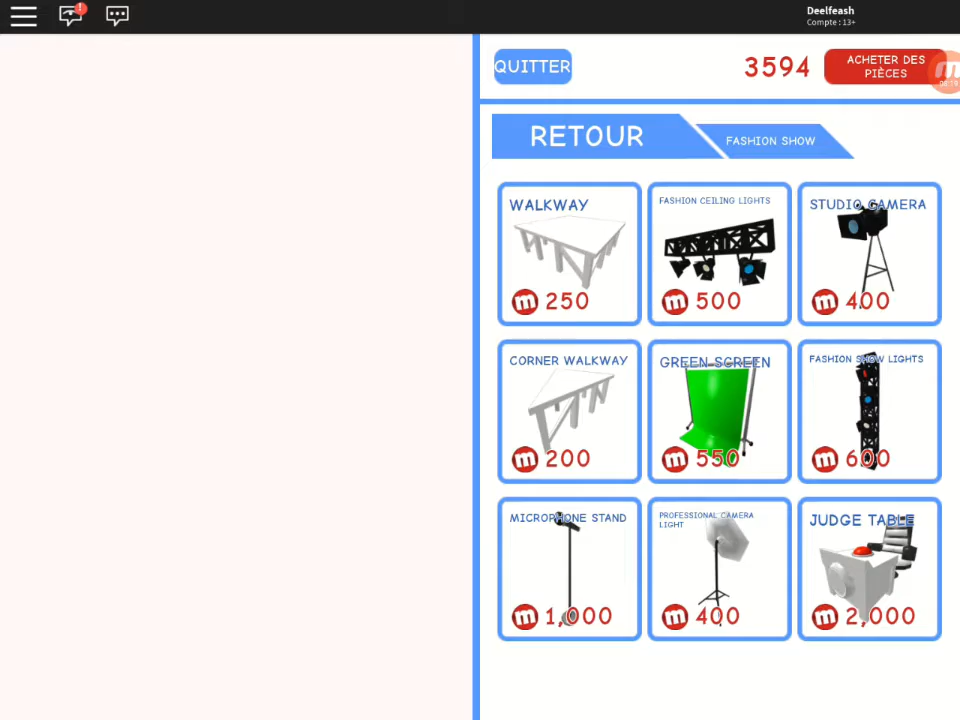 Deelfeash
Compte : 13+
QUITTER
3594
ACHETER DES
PIÈCES
RETOUR
FASHION SHOW
WALKWAY
250
FASHION CEILING LIGHTS
500
STUDIO CAMERA
400
CORNER WALKWAY
200
GREEN SCREEN
550
FASHION SHOW LIGHTS
600
MICROPHONE STAND
1,000
PROFESSIONAL CAMERA
LIGHT
400
JUDGE TABLE
2,000